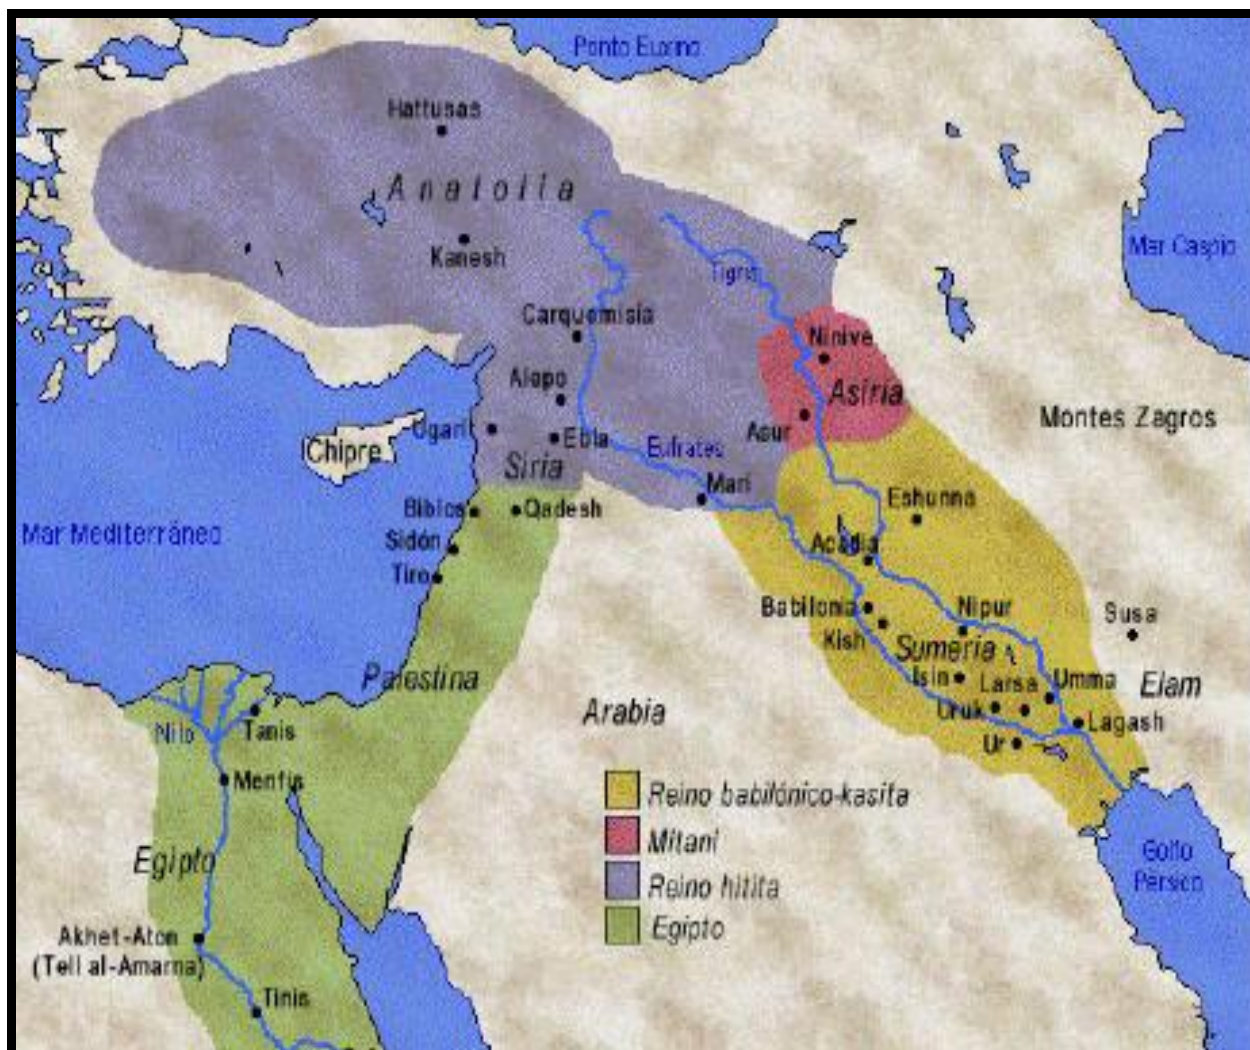 Ponto Euxino
Hattusas
Anatolia
Kanesh
Mar Caspio
Tigris
Carquemisia
Ninive
Alepo
Asiria
Montes Zagros
Ugarit
Chipre
Ebla
Asur
Eufrates
Siria
Mari
Eshunna
Biblos
Qadesh
Mar Mediterráneo
Sidón
Acadia
Tiro
Babilonia
Nipur
Susa
Kish
Sumeria
Palestina
Isin
Larsa
Umma
Elam
Arabia
Uruk
Lagash
Nilo
Tanis
Ur
Menfis
Reino babilónico-kasita
Mitani
Egipto
Golfo
Pérsico
Reino hitita
Egipto
Akhet-Aton
(Tell al-Amarna)
Tinis